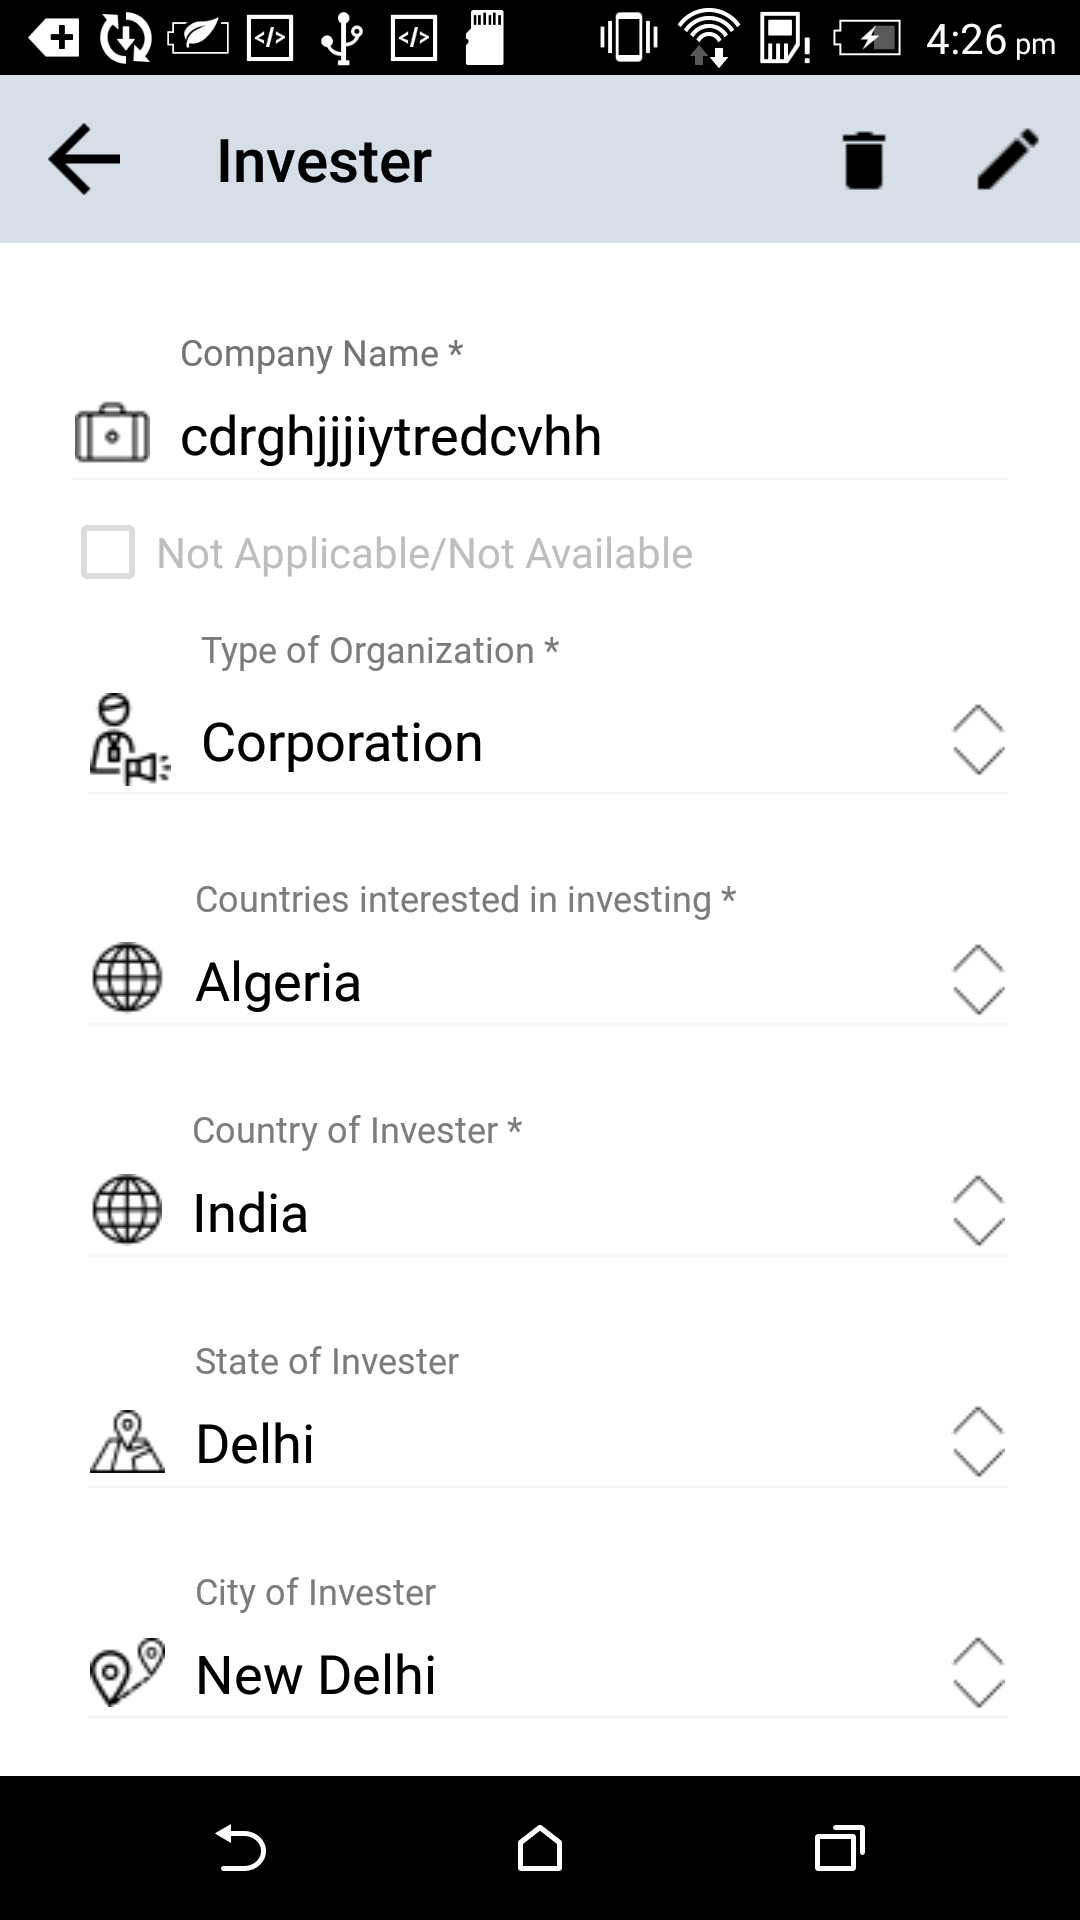 4:26 pm
Invester
Company Name *
cdrghjjjiytredcvhh
Not Applicable/Not Available
Type of Organization *
Corporation
Countries interested in investing *
Algeria
Country of Invester *
India
State of Invester
Delhi
City of Invester
New Delhi